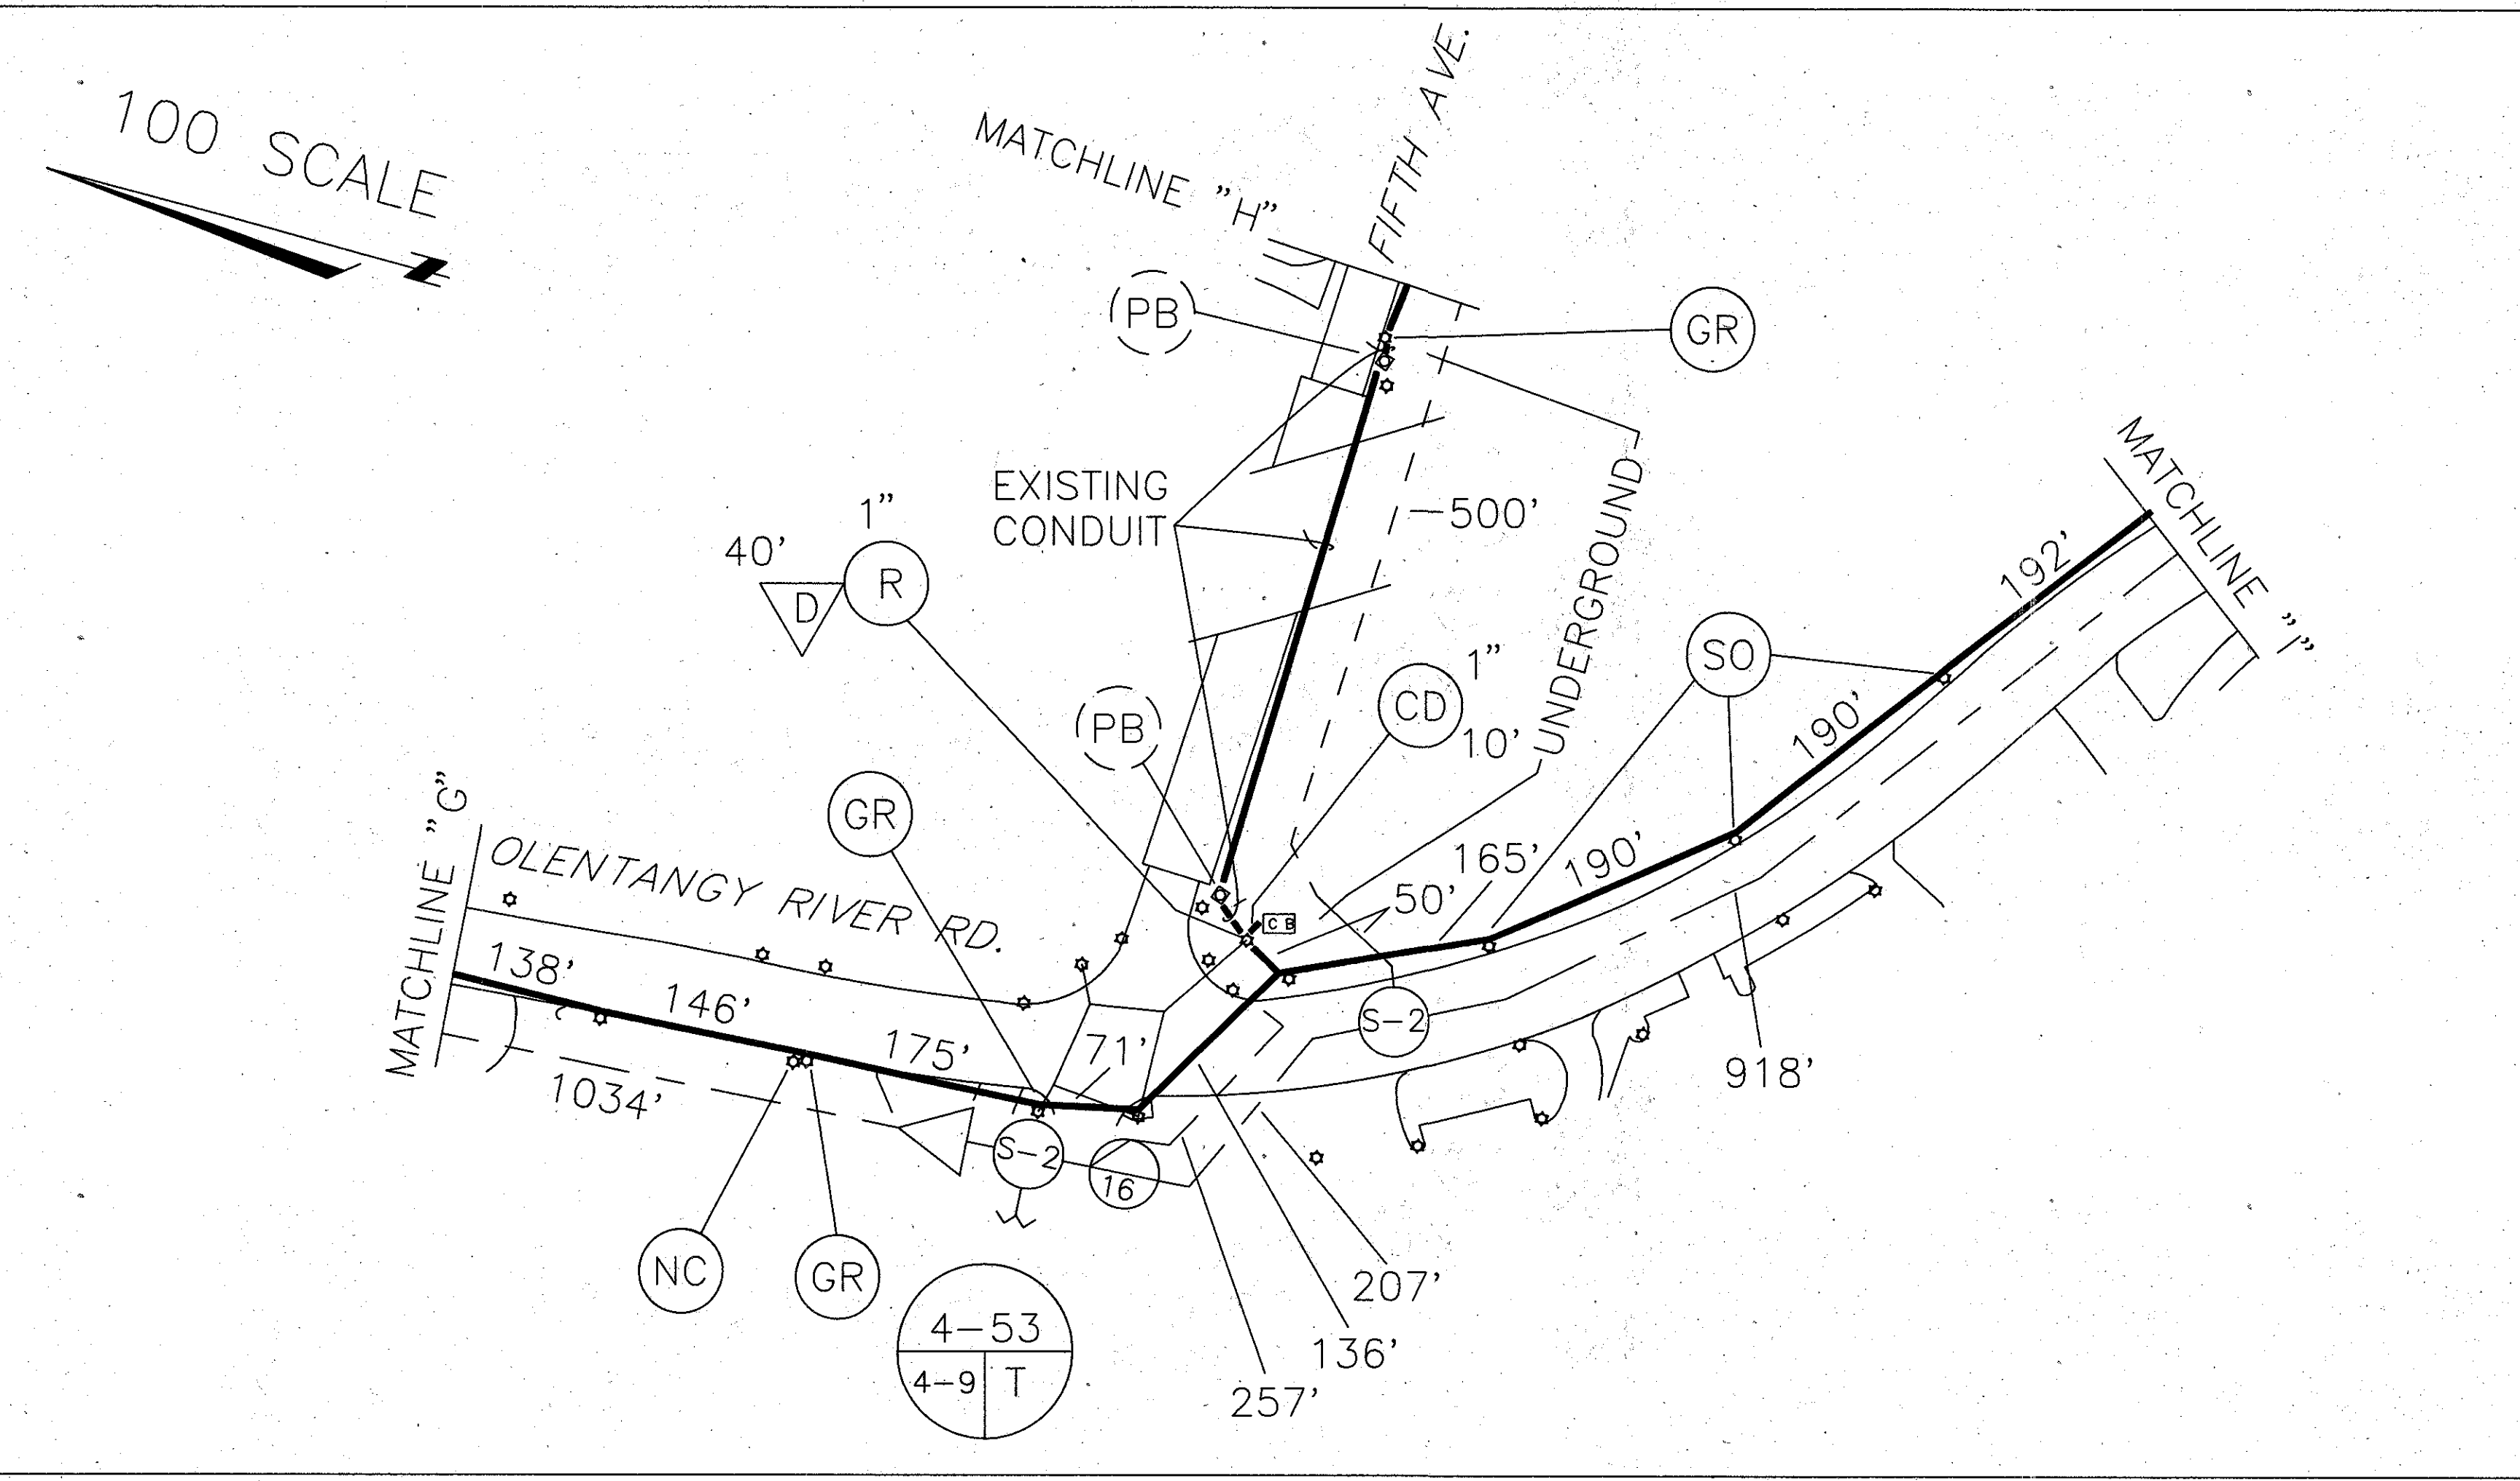 100 SCALE
N
MATCHLINE "H"
FIFTH AVE.
PB
GR
EXISTING
CONDUIT
500'
UNDERGROUND
MATCHLINE "I"
1"
40'
D
R
SO
192'
CD
1"
10'
PB
190'
GR
MATCHLINE "G"
OLENTANGY RIVER RD.
165'
190'
50'
CB
138'
146'
175'
71'
S-2
918'
1034'
S-2
16
NC
GR
207'
136'
257'
4-53
4-9
T